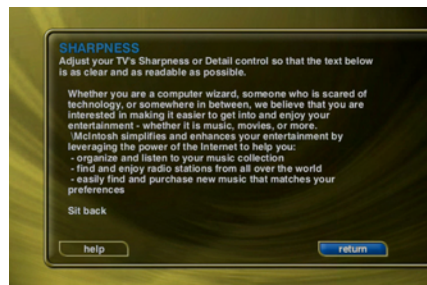 SHARPNESS
Adjust your TV's Sharpness or Detail control so that the text below
is as clear and as readable as possible.
Whether you are a computer wizard, someone who is scared of
technology, or somewhere in between, we believe that you are
interested in making it easier to get into and enjoy your
entertainment - whether it is music, movies, or more.
\McIntosh simplifies and enhances your entertainment by
leveraging the power of the Internet to help you:
- organize and listen to your music collection
- find and enjoy radio stations from all over the world
- easily find and purchase new music that matches your
preferences
Sit back
help
return